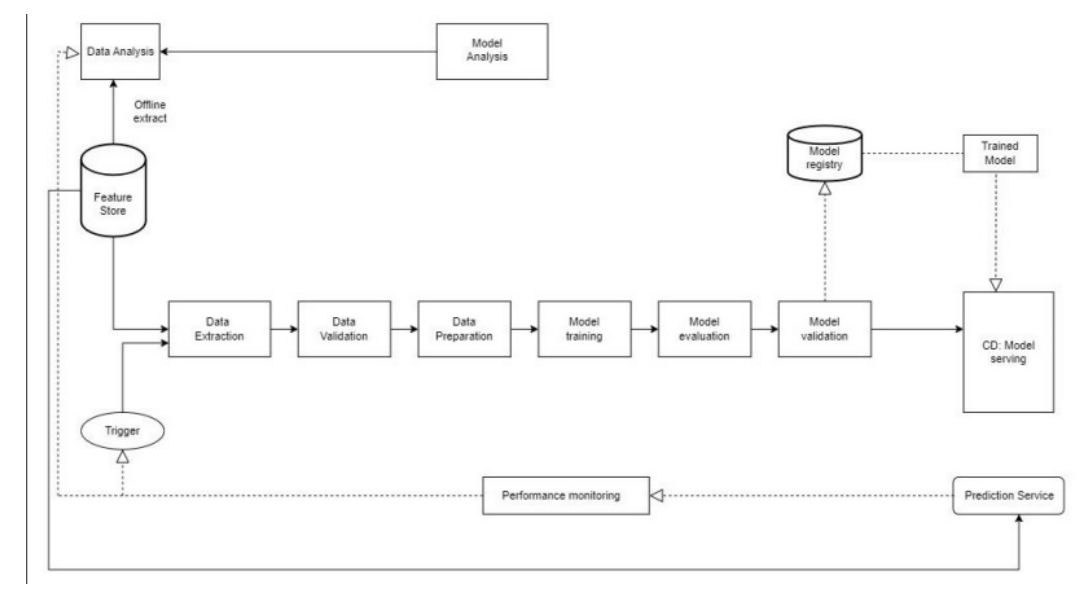 Data Analysis
Model
Analysis
Offline
extract
Feature
Store
Model
registry
Trained
Model
Data
Extraction
Data
Validation
Data
Preparation
Model
training
Model
evaluation
Model
validation
CD: Model
serving
Trigger
Performance monitoring
Prediction Service